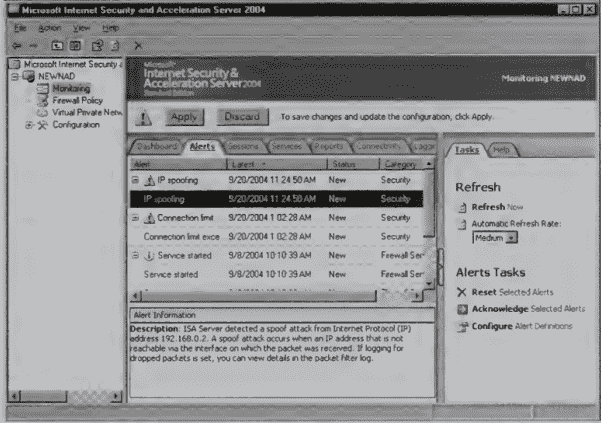 Microsoft Internet Security and Acceleration Server 2004
File Action View Help
Microsoft Internet Security &
NEWNAD
Monitoring
Firewall Policy
Virtual Private Netw
Configuration
Microsoft
Internet Security &
Acceleration Server2004
Standard Edition
Monitoring NEWNAD
Apply Discard To save changes and update the configuration, click Apply.
Dashboard Alerts Sessions Services Reports Connectivity Loggin
Alert Latest Status Category
IP spoofing 9/20/2004 11 24 50 AM New Security
IP spoofing 9/20/2004 11 24 50 AM New Security
Connection limit 9/20/2004 1 02 28 AM New Security
Connection limit exce 9/20/2004 1 02 28 AM New Security
Service started 9/8/2004 10 10 39 AM New Firewall Ser
Service started 9/8/2004 10 10 39 AM New Firewall Ser
Alert Information
Description: ISA Server detected a spoof attack from Internet Protocol (IP)
address 192.168.0.2. A spoof attack occurs when an IP address that is not
reachable via the interface on which the packet was received. If logging for
dropped packets is set, you can view details in the packet filter log.
Tasks Help
Refresh
Refresh Now
Automatic Refresh Rate:
Medium
Alerts Tasks
Reset Selected Alerts
Acknowledge Selected Alerts
Configure Alert Definitions